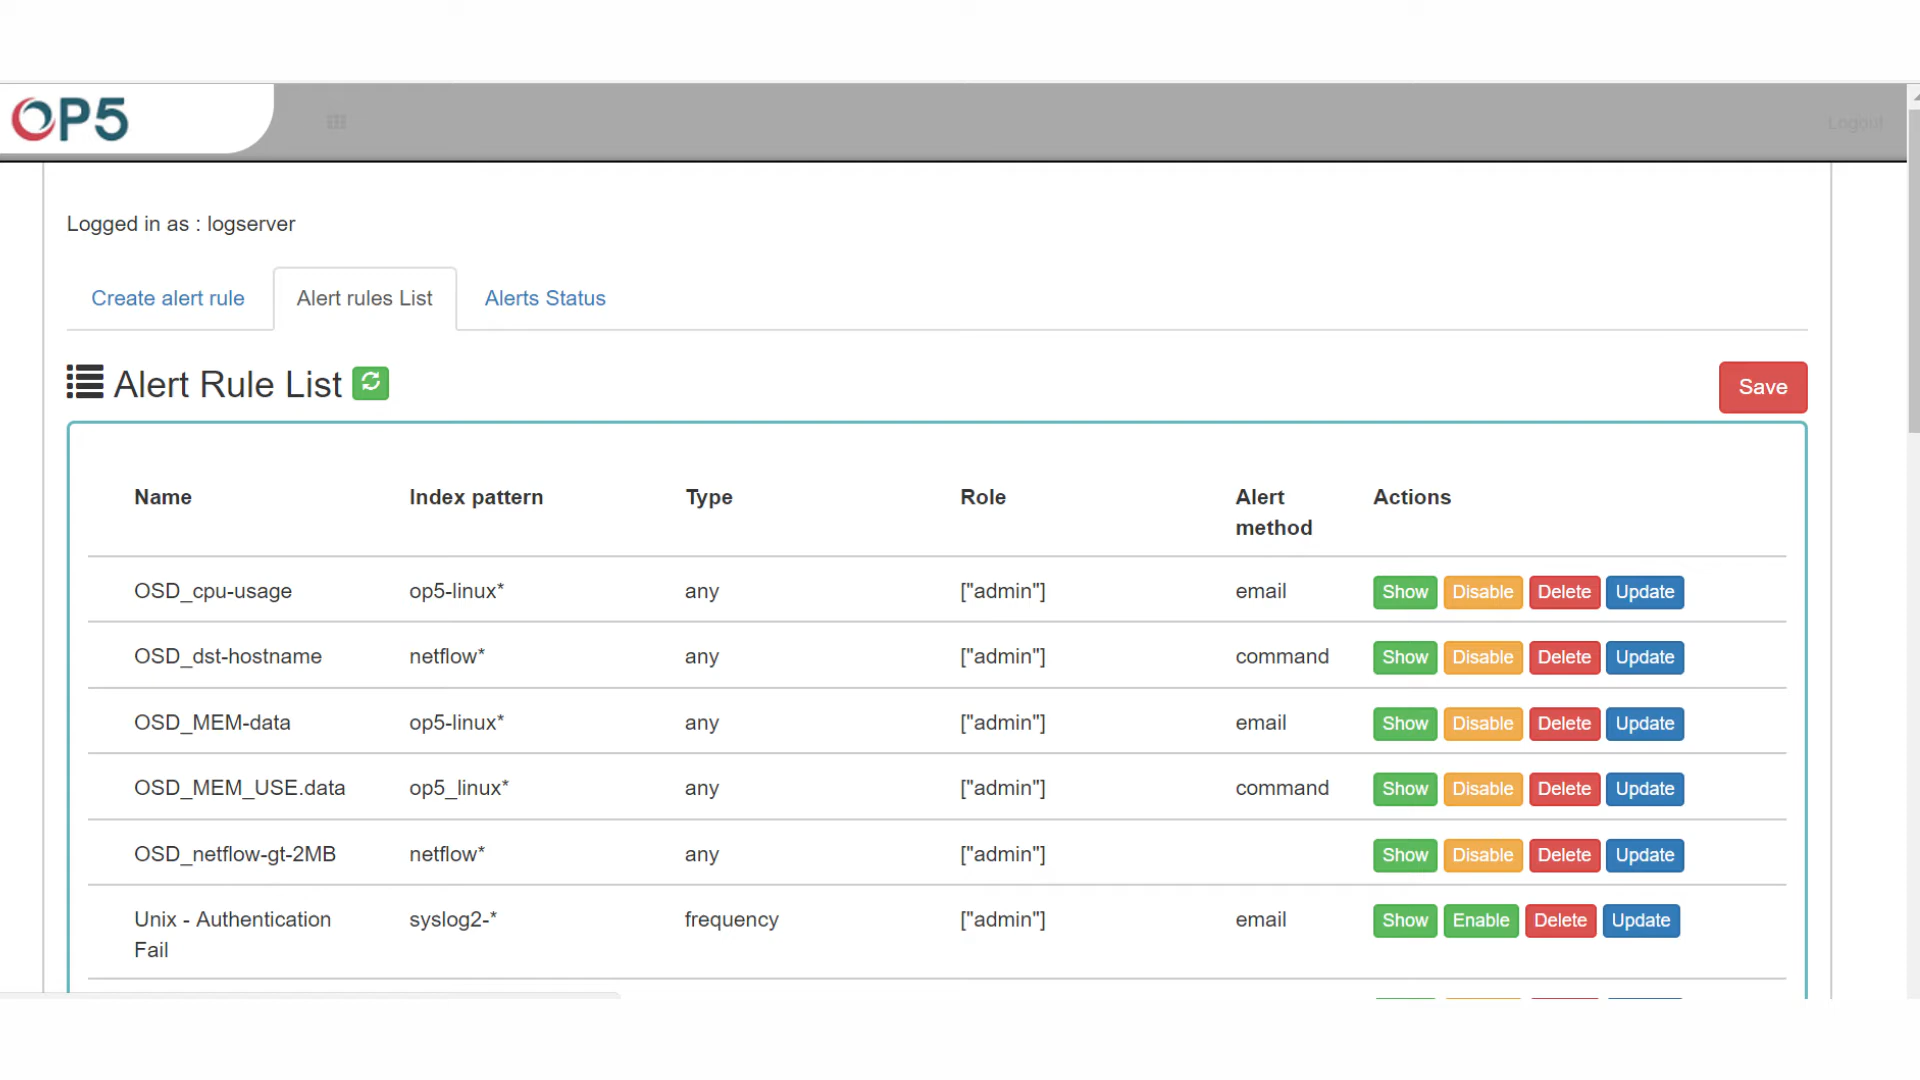 OP5
Logout
Logged in as : logserver
Create alert rule Alert rules List Alerts Status
Alert Rule List Save
Name Index pattern Type Role Alert method Actions
OSD_cpu-usage op5-linux* any ["admin"] email Show Disable Delete Update
OSD_dst-hostname netflow* any ["admin"] command Show Disable Delete Update
OSD_MEM-data op5-linux* any ["admin"] email Show Disable Delete Update
OSD_MEM_USE.data op5_linux* any ["admin"] command Show Disable Delete Update
OSD_netflow-gt-2MB netflow* any ["admin"] Show Disable Delete Update
Unix - Authentication Fail syslog2-* frequency ["admin"] email Show Enable Delete Update